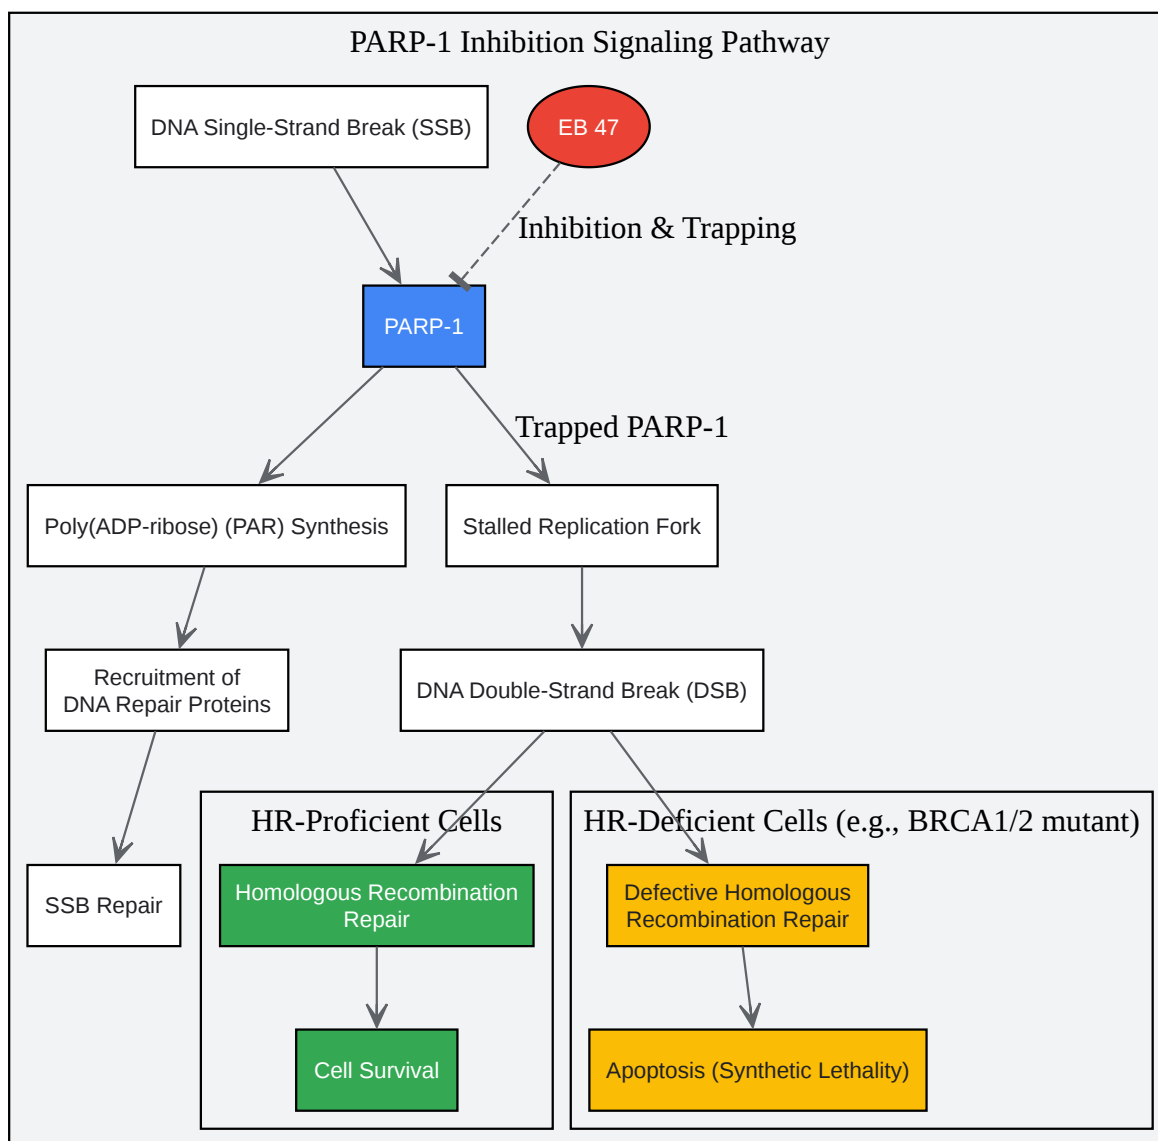 PARP-1 Inhibition Signaling Pathway
DNA Single-Strand Break (SSB)
EB 47
Inhibition & Trapping
PARP-1
Trapped PARP-1
Poly(ADP-ribose) (PAR) Synthesis
Stalled Replication Fork
Recruitment of
DNA Repair Proteins
DNA Double-Strand Break (DSB)
HR-Proficient Cells
HR-Deficient Cells (e.g., BRCA1/2 mutant)
SSB Repair
Homologous Recombination
Repair
Defective Homologous
Recombination Repair
Cell Survival
Apoptosis (Synthetic Lethality)